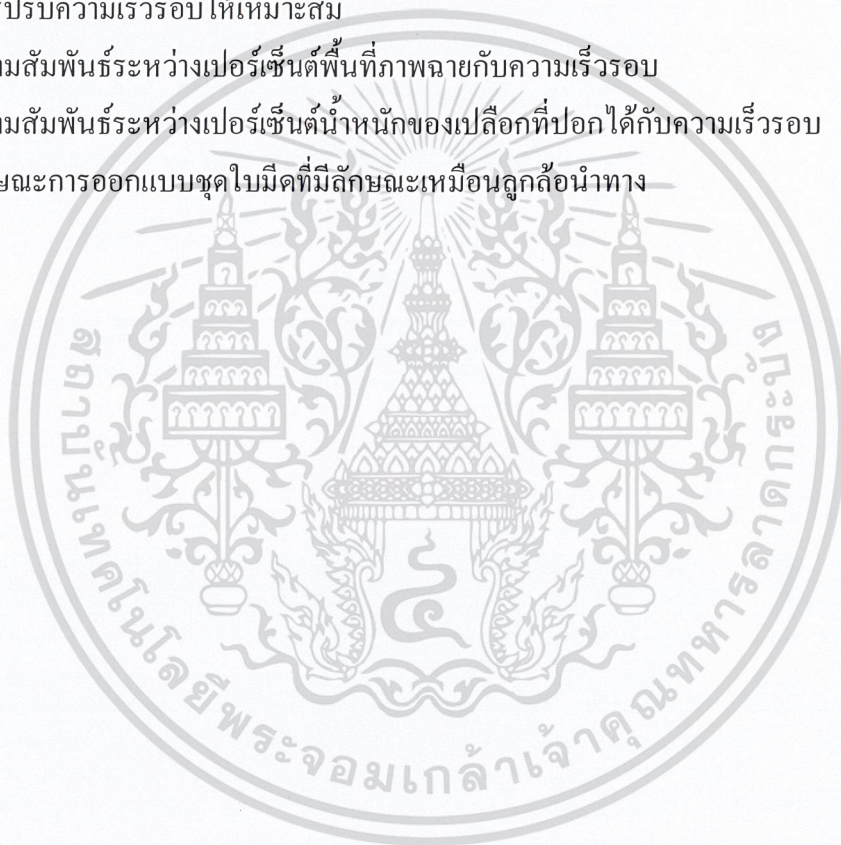 รปรับความเร็วรอบให้เหมาะสม
ามสัมพันธ์ระหว่างเปอร์เซ็นต์พื้นที่ภาพฉายกับความเร็วรอบ
ามสัมพันธ์ระหว่างเปอร์เซ็นต์น้ำหนักของเปลือกที่ปอกได้กับความเร็วรอบ
ษณะการออกแบบชุดใบมีดที่มีลักษณะเหมือนลูกล้อนำทาง
สถาบันเทคโนโลยีพระจอมเกล้าเจ้าคุณทหารลาดกระบัง